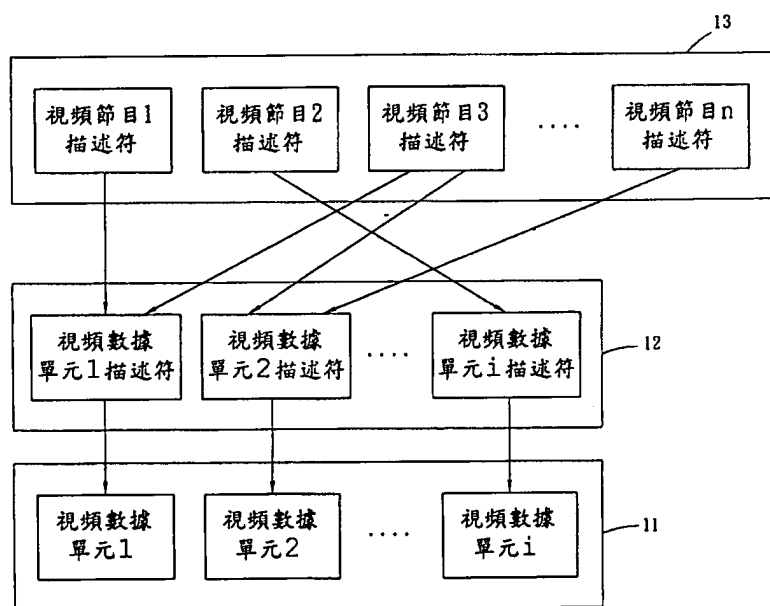 13
視頻節目1
描述符
視頻節目2
描述符
視頻節目3
描述符
....
視頻節目n
描述符
視頻數據
單元1描述符
視頻數據
單元2描述符
....
視頻數據
單元i描述符
12
視頻數據
單元1
視頻數據
單元2
....
視頻數據
單元i
11